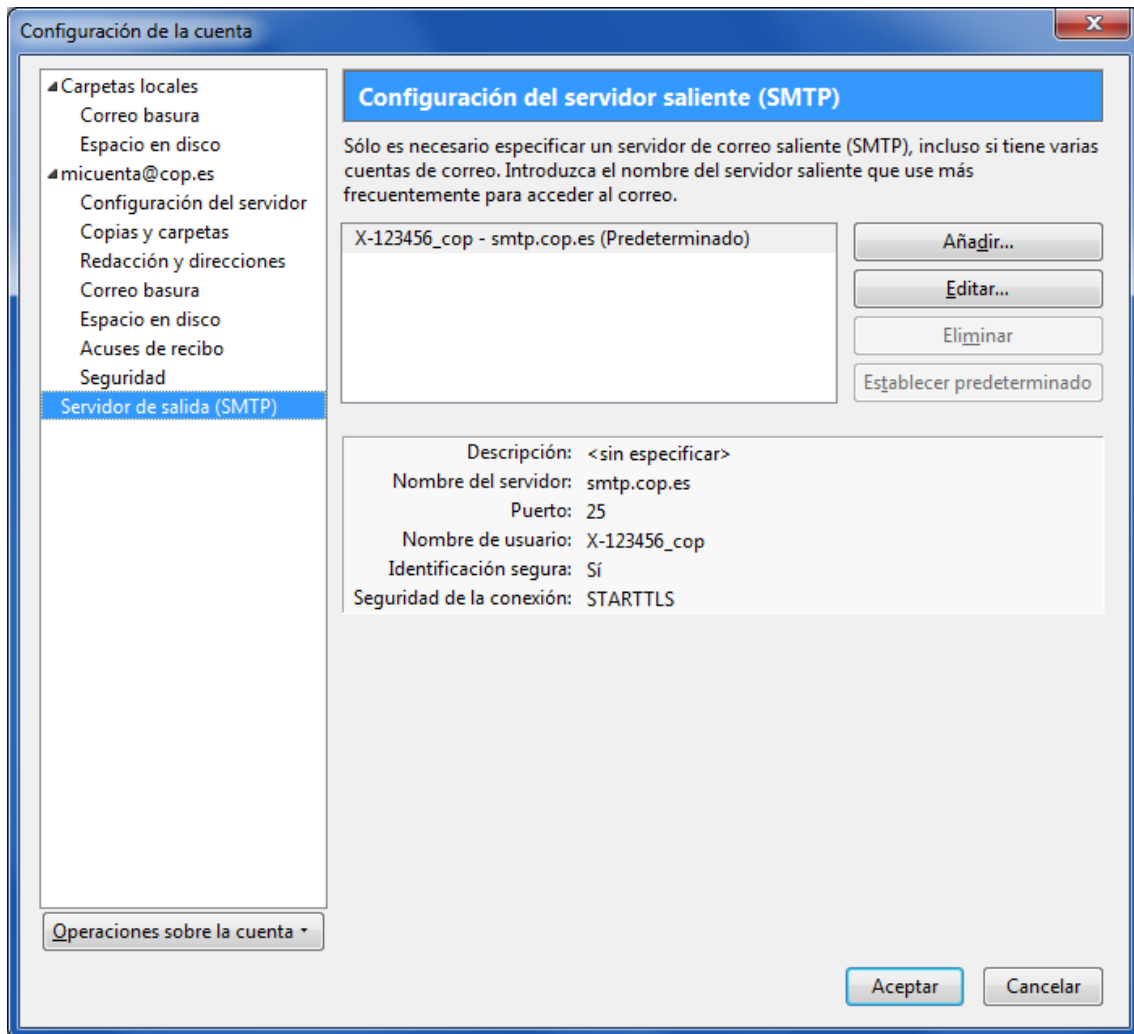 Configuración de la cuenta
X
Carpetas locales
Correo basura
Espacio en disco
micuenta@cop.es
Configuración del servidor
Copias y carpetas
Redacción y direcciones
Correo basura
Espacio en disco
Acuses de recibo
Seguridad
Servidor de salida (SMTP)
Operaciones sobre la cuenta
Configuración del servidor saliente (SMTP)
Sólo es necesario especificar un servidor de correo saliente (SMTP), incluso si tiene varias
cuentas de correo. Introduzca el nombre del servidor saliente que use más
frecuentemente para acceder al correo.
X-123456_cop - smtp.cop.es (Predeterminado)
Añadir...
Editar...
Eliminar
Establecer predeterminado
Descripción: <sin especificar>
Nombre del servidor: smtp.cop.es
Puerto: 25
Nombre de usuario: X-123456_cop
Identificación segura: Sí
Seguridad de la conexión: STARTTLS
Aceptar
Cancelar